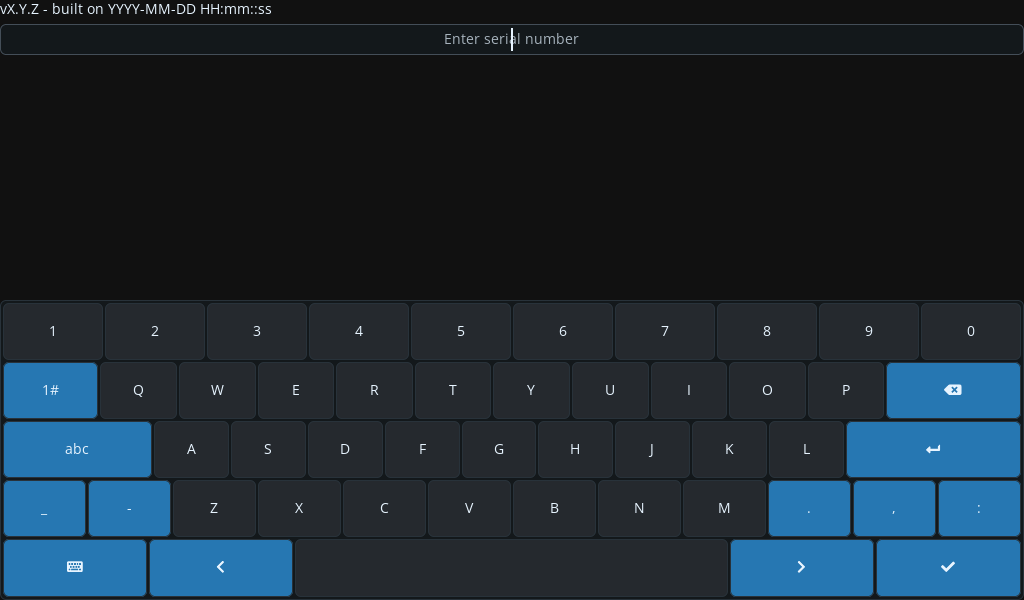 vX.Y.Z - built on YYYY-MM-DD HH:mm::ss
Enter serial number
1 2 3 4 5 6 7 8 9 0
1# Q W E R T Y U I O P
abc A S D F G H J K L
_ - Z X C V B N M . , :